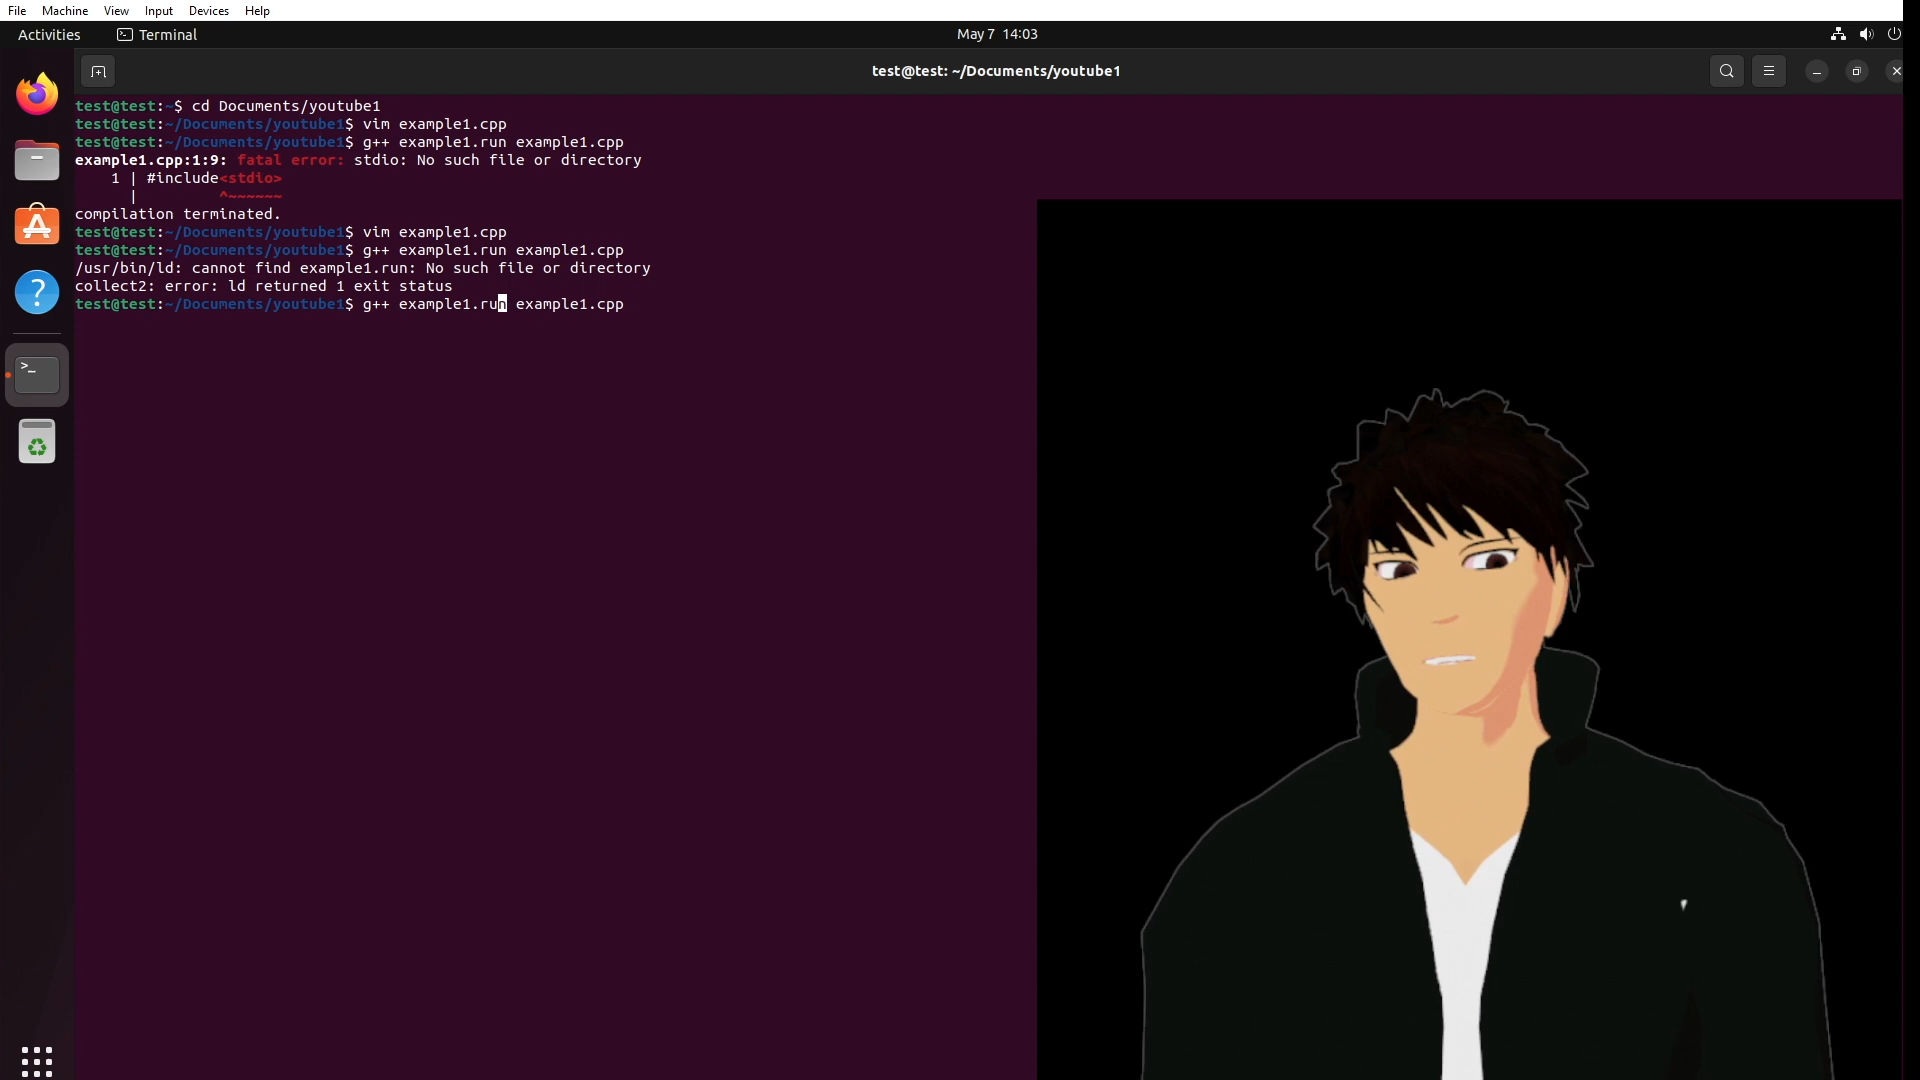 File Machine View Input Devices Help
Activities Terminal May 7 14:03
test@test: ~/Documents/youtube1
test@test:~$ cd Documents/youtube1
test@test:~/Documents/youtube1$ vim example1.cpp
test@test:~/Documents/youtube1$ g++ example1.run example1.cpp
example1.cpp:1:9: fatal error: stdio: No such file or directory
1 | #include<stdio>
| ^~~~~~~
compilation terminated.
test@test:~/Documents/youtube1$ vim example1.cpp
test@test:~/Documents/youtube1$ g++ example1.run example1.cpp
/usr/bin/ld: cannot find example1.run: No such file or directory
collect2: error: ld returned 1 exit status
test@test:~/Documents/youtube1$ g++ example1.run example1.cpp